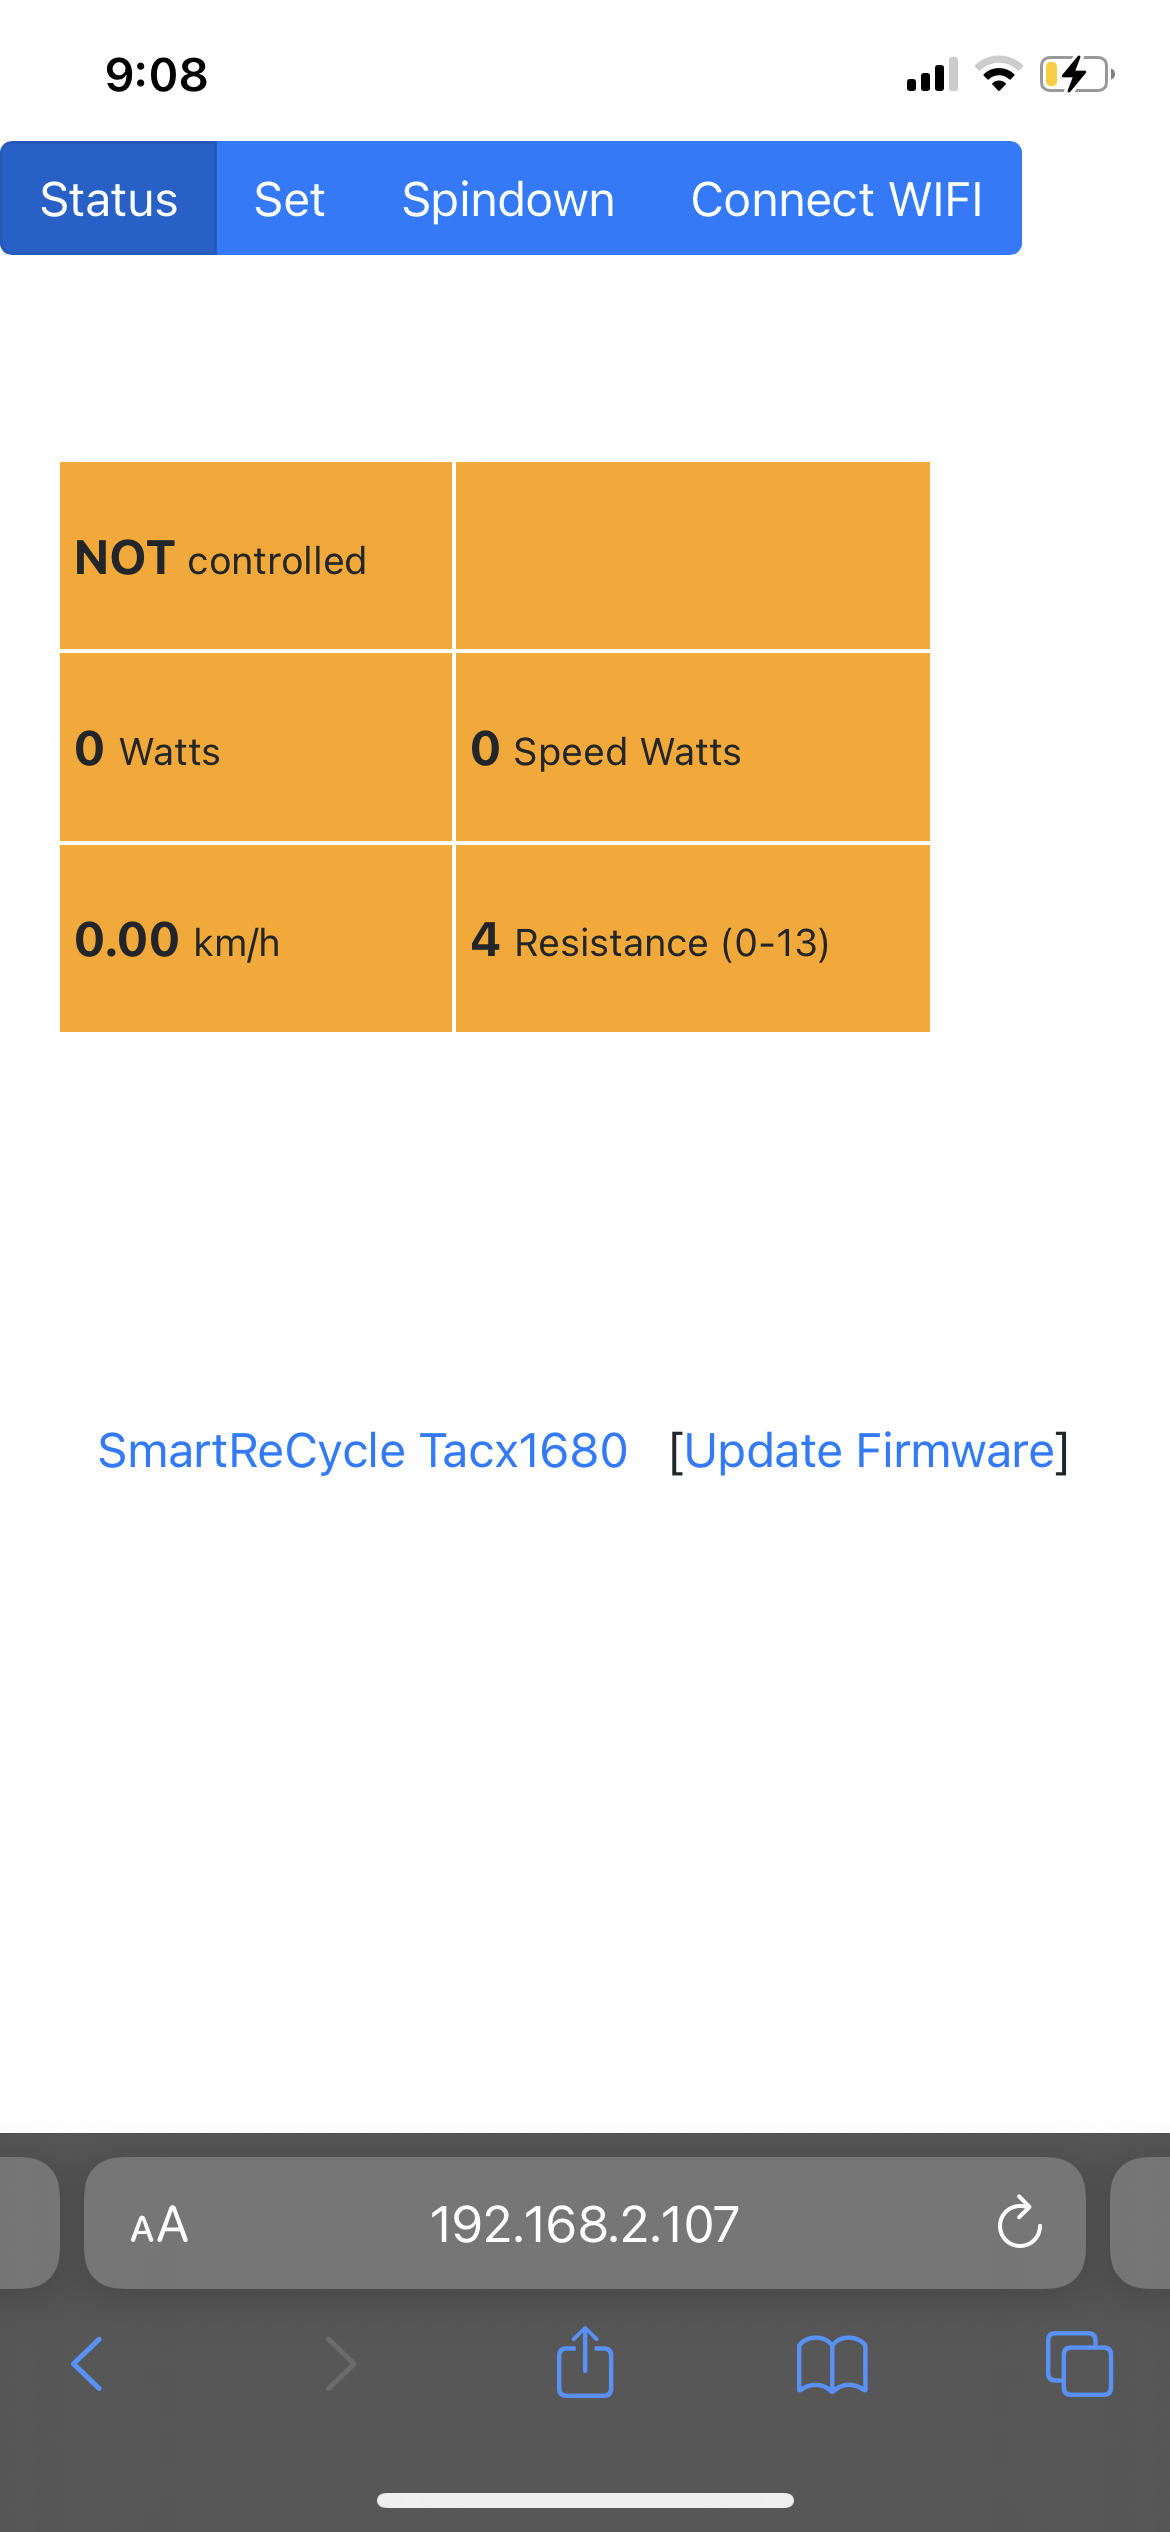 9:08
Status Set Spindown Connect WIFI
NOT controlled
0 Watts 0 Speed Watts
0.00 km/h 4 Resistance (0-13)
SmartReCycle Tacx1680 [Update Firmware]
AA 192.168.2.107